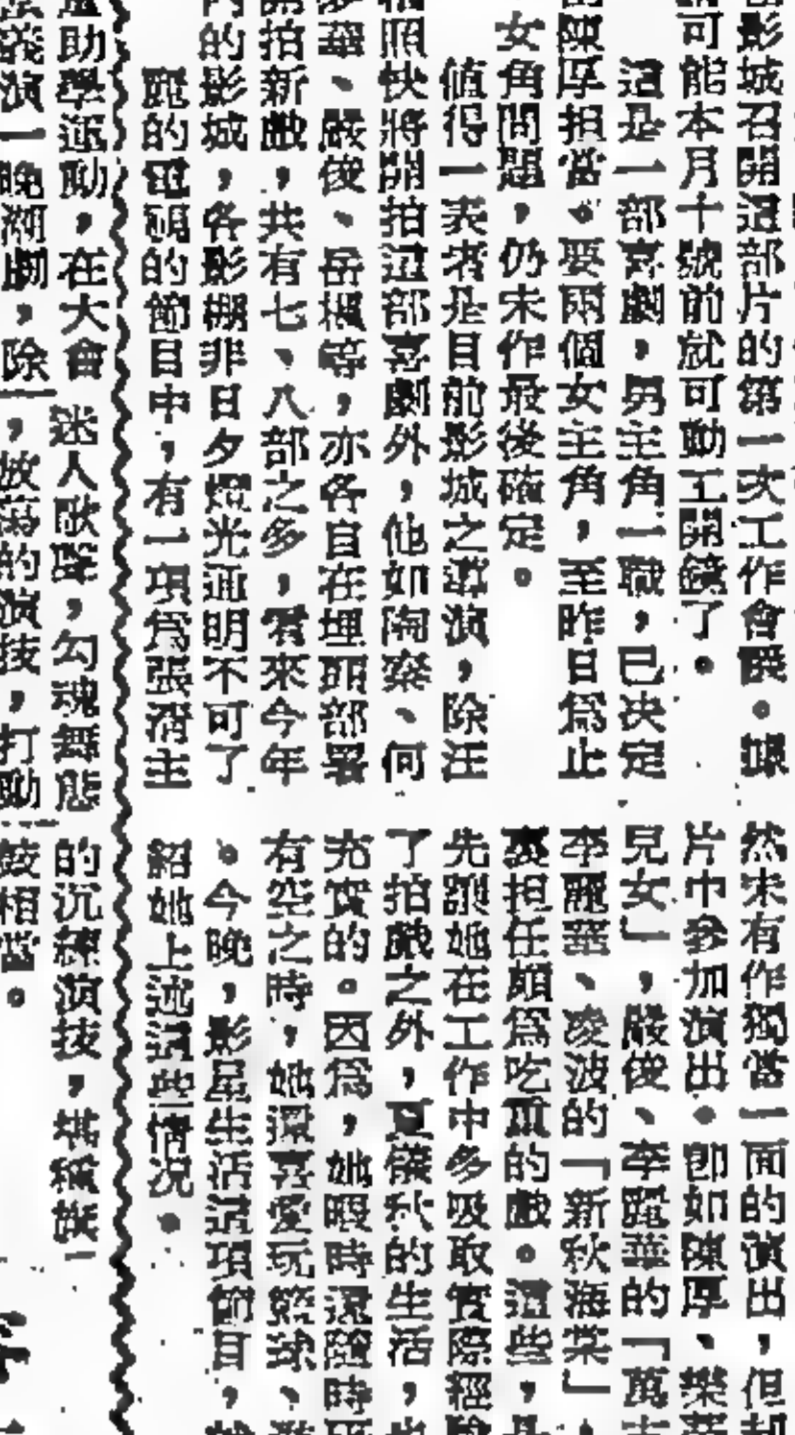 影城召開這部片的第一次工作會議。據
可能本月十號前就可動工開鏡了。
這是一部喜劇，男主角一職，已決定
陳厚担當。要兩個女主角，至昨日爲止
女角問題，仍未作最後確定。
値得一表者是目前影城之導演，除汪
照快將開拍這部喜劇外，他如陶秦、何
華、嚴俊、岳楓等，亦各自在埋頭部署
開拍新戲，共有七、八部之多，看來今年
內的影城，各影棚非日夕燈光通明不可了
。
麗的電視的節目中，有一項爲張清主
然未有作獨當一面的演出，但却
片中參加演出。卽如陳厚、樂蒂
見女」，嚴俊、李麗華的「萬古
李麗華、凌波的「新秋海棠」，
裏担任頗爲吃重的戲。這些，是
先讓她在工作中多吸取實際經驗
了拍戲之外，夏儀秋的生活，也
充實的。因爲，她暇時還隨時
有空之時，她還喜愛玩籃球、
。今晚，影星生活這項節目，
紹她上述這些情况。
助學運動，在大會
義演一晚潮劇，除
迷人歌聲，勾魂舞態
，放蕩的演技，打動
的沉練演技，堪稱旗
鼓相當。